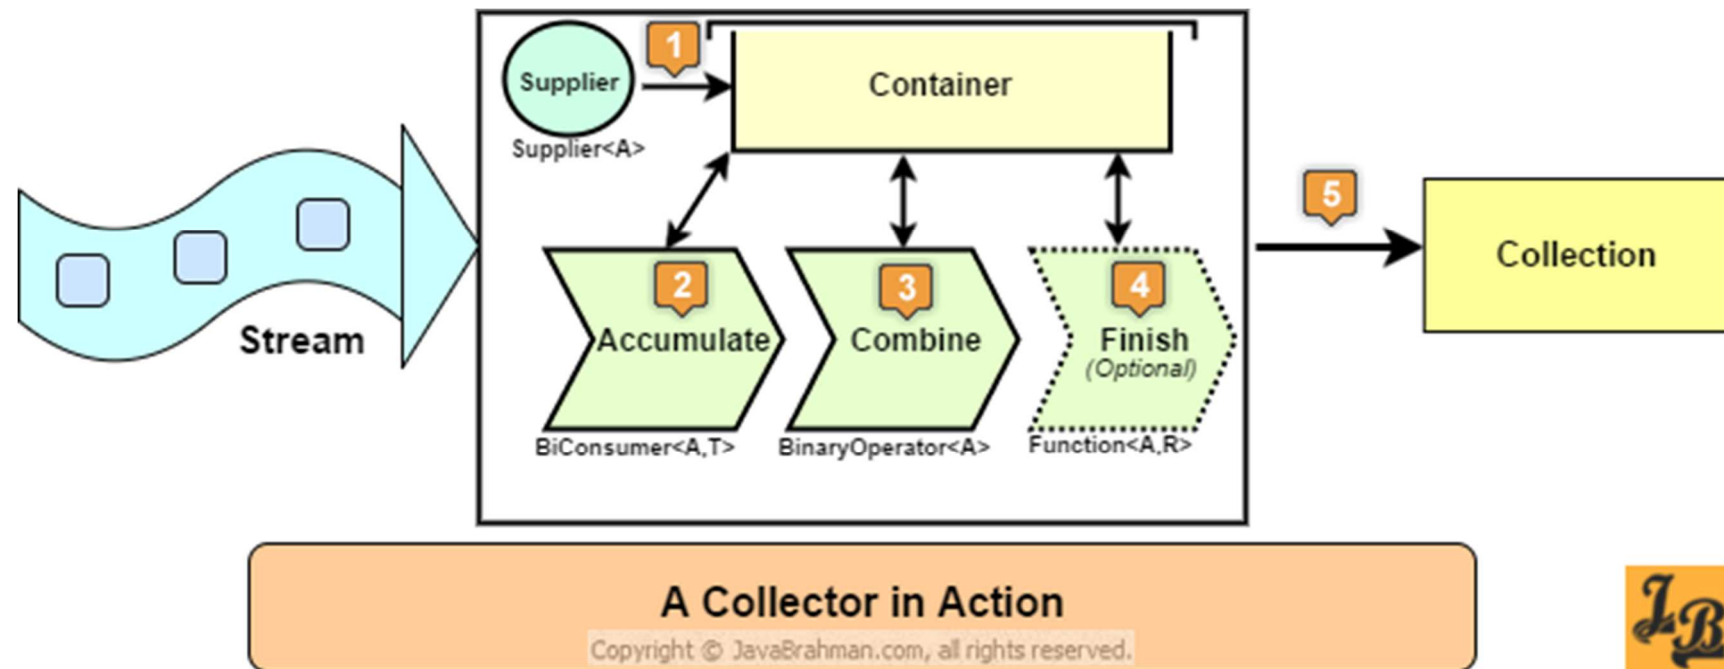 Supplier
1
Container
Supplier<A>
5
Collection
Stream
2
Accumulate
BiConsumer<A,T>
3
Combine
BinaryOperator<A>
4
Finish
(Optional)
Function<A,R>
A Collector in Action
Copyright © JavaBrahman.com, all rights reserved.
JB